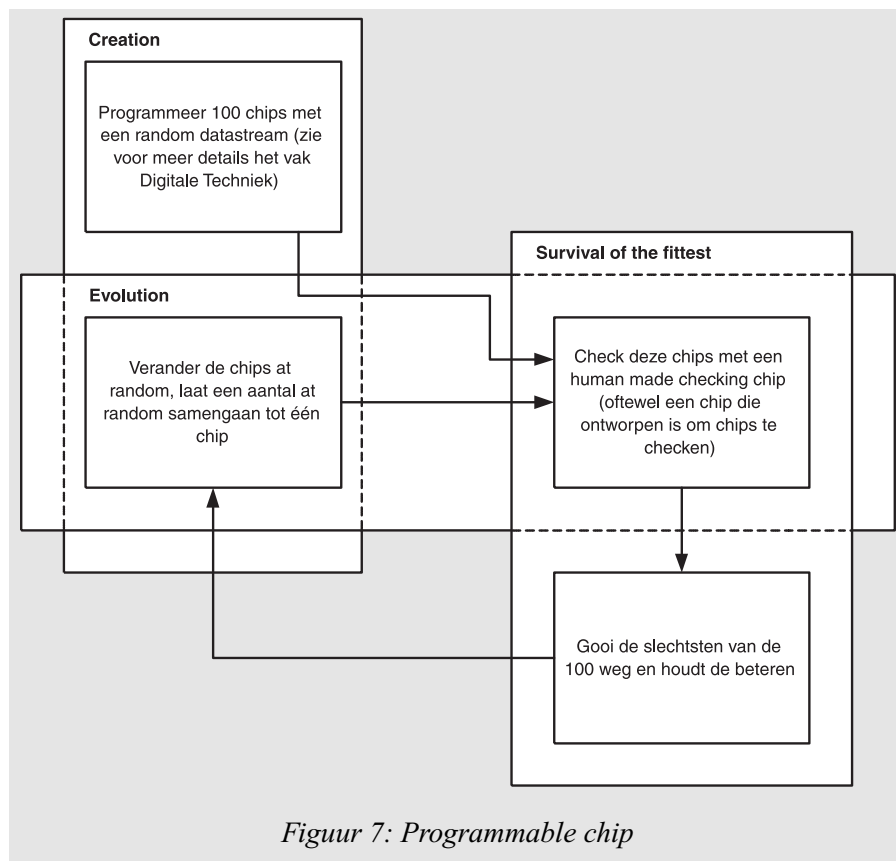 Creation
Programmeer 100 chips met
een random datastream (zie
voor meer details het vak
Digitale Techniek)
Survival of the fittest
Evolution
Verander de chips at
random, laat een aantal at
random samengaan tot één
chip
Check deze chips met een
human made checking chip
(oftewel een chip die
ontworpen is om chips te
checken)
Gooi de slechtsten van de
100 weg en houdt de beteren
Figuur 7: Programmable chip